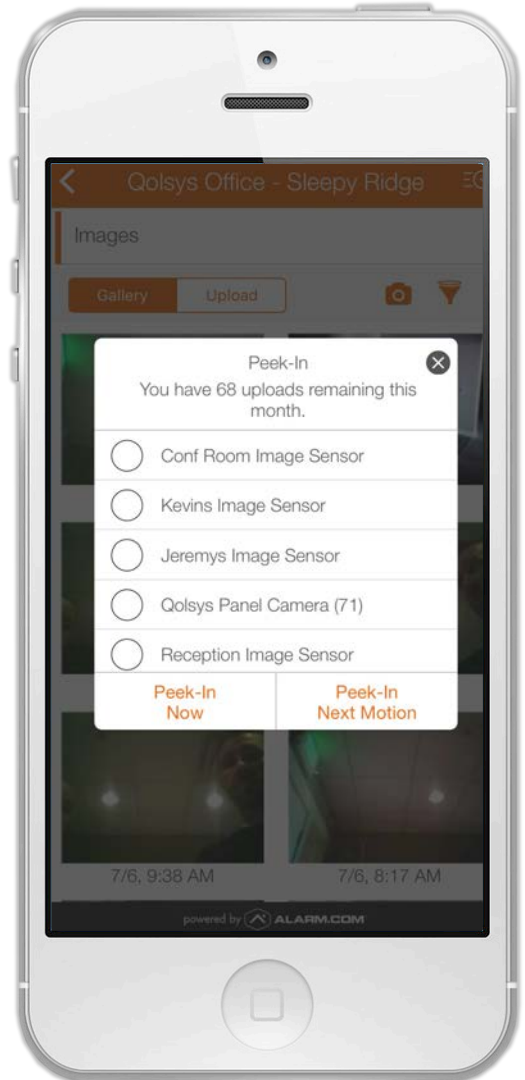 Qolsys Office - Sleepy Ridge
Images
Gallery Upload
Peek-In
You have 68 uploads remaining this
month.
Conf Room Image Sensor
Kevins Image Sensor
Jeremys Image Sensor
Qolsys Panel Camera (71)
Reception Image Sensor
Peek-In
Now
Peek-In
Next Motion
7/6, 9:38 AM 7/6, 8:17 AM
powered by ALARM.COM